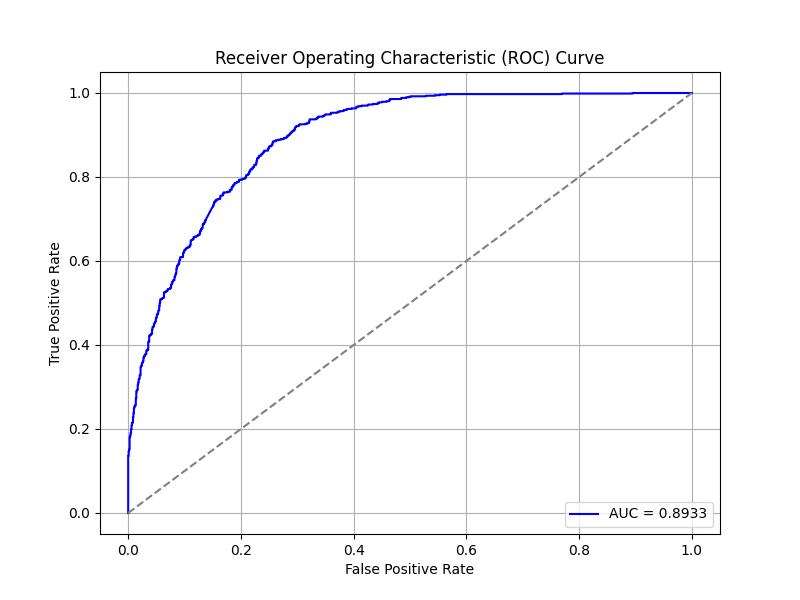 Receiver Operating Characteristic (ROC) Curve
1.0
0.8
0.6
0.4
0.2
0.0
True Positive Rate
AUC = 0.8933
0.0 0.2 0.4 0.6 0.8 1.0
False Positive Rate